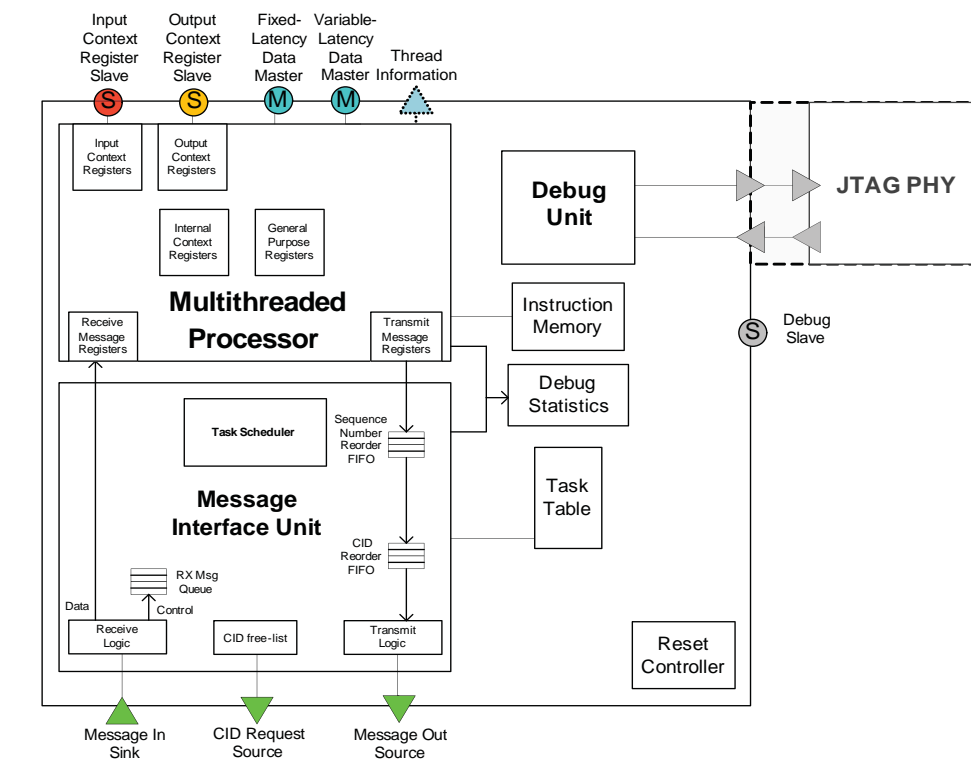 Input
Context
Register
Slave
Output
Context
Register
Slave
Fixed-
Latency
Data
Master
Variable-
Latency
Data
Master
Thread
Information
S
S
M
M
Input
Context
Registers
Output
Context
Registers
Internal
Context
Registers
General
Purpose
Registers
Multithreaded
Processor
Receive
Message
Registers
Transmit
Message
Registers
Debug
Unit
JTAG PHY
Instruction
Memory
S
Debug
Slave
Debug
Statistics
Task Scheduler
Sequence
Number
Reorder
FIFO
Message
Interface Unit
Task
Table
CID
Reorder
FIFO
RX Msg
Queue
Data
Control
Receive
Logic
CID free-list
Transmit
Logic
Reset
Controller
Message In
Sink
CID Request
Source
Message Out
Source